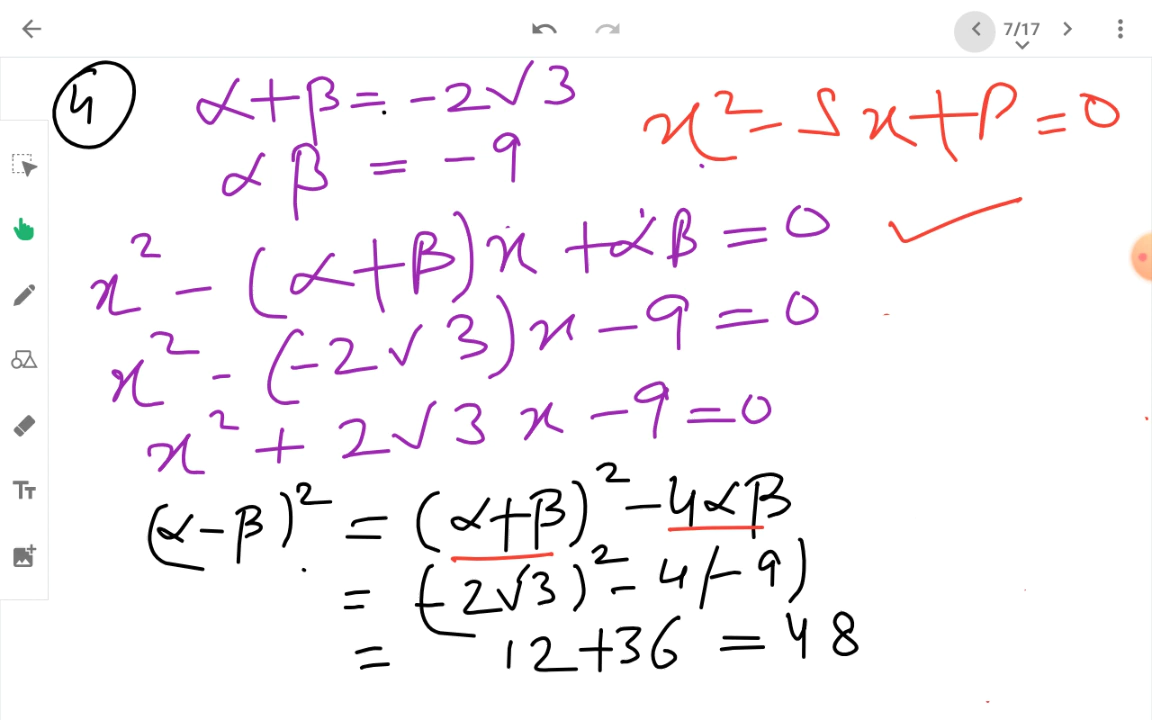 7/17
4
α+β = -2√3
x² - Sx + P = 0
αβ = -9
x² - (α+β)x + αβ = 0
x² - (-2√3)x - 9 = 0
x² + 2√3 x - 9 = 0
(α-β)² = (α+β)² - 4αβ
= (-2√3)² - 4(-9)
= 12+36 = 48
Tт